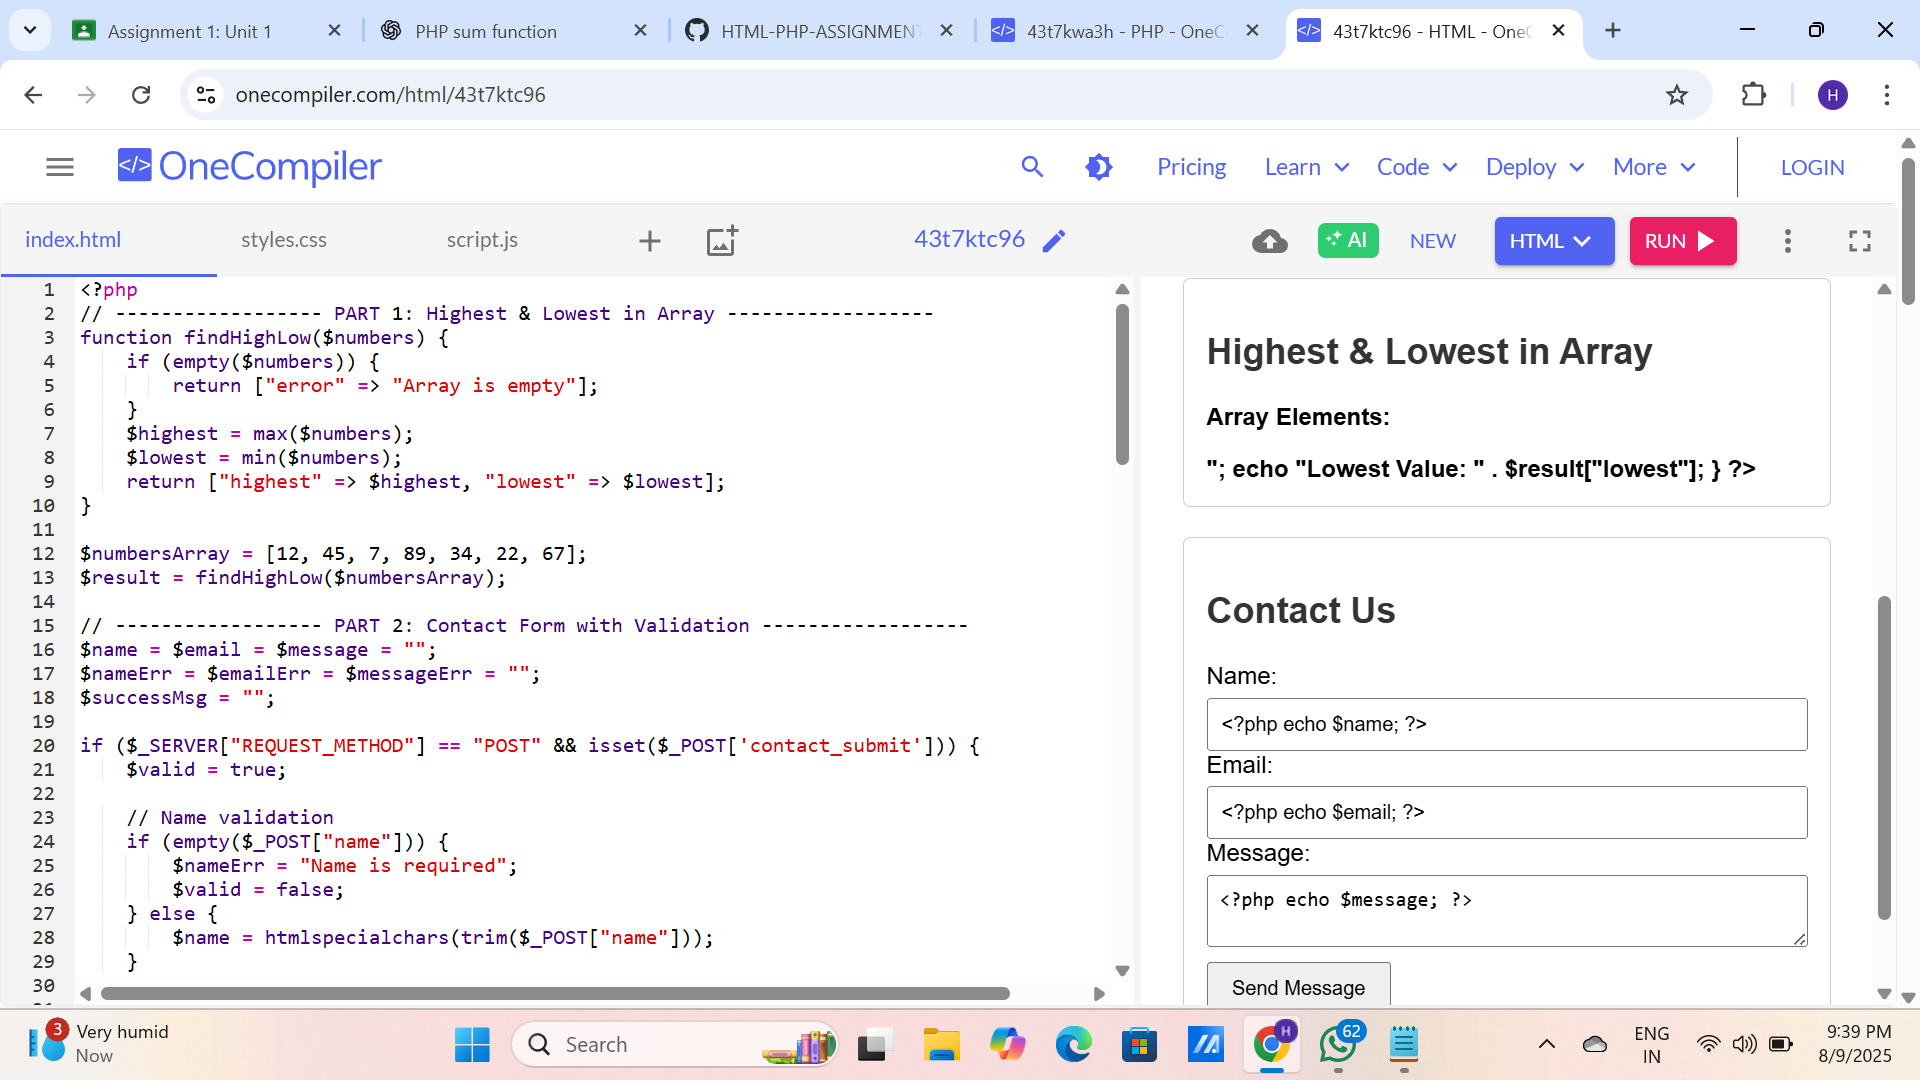 Assignment 1: Unit 1
PHP sum function
HTML-PHP-ASSIGNMENT
43t7kwa3h - PHP - OneC
43t7ktc96 - HTML - OneC
onecompiler.com/html/43t7ktc96
H
</> OneCompiler
Pricing
Learn
Code
Deploy
More
LOGIN
index.html
styles.css
script.js
43t7ktc96
AI
NEW
HTML
RUN
1 <?php
2 // ------------------ PART 1: Highest & Lowest in Array ------------------
3 function findHighLow($numbers) {
4 if (empty($numbers)) {
5 return ["error" => "Array is empty"];
6 }
7 $highest = max($numbers);
8 $lowest = min($numbers);
9 return ["highest" => $highest, "lowest" => $lowest];
10 }
11
12 $numbersArray = [12, 45, 7, 89, 34, 22, 67];
13 $result = findHighLow($numbersArray);
14
15 // ------------------ PART 2: Contact Form with Validation ------------------
16 $name = $email = $message = "";
17 $nameErr = $emailErr = $messageErr = "";
18 $successMsg = "";
19
20 if ($_SERVER["REQUEST_METHOD"] == "POST" && isset($_POST['contact_submit'])) {
21 $valid = true;
22
23 // Name validation
24 if (empty($_POST["name"])) {
25 $nameErr = "Name is required";
26 $valid = false;
27 } else {
28 $name = htmlspecialchars(trim($_POST["name"]));
29 }
30
Highest & Lowest in Array
Array Elements:
"; echo "Lowest Value: " . $result["lowest"]; } ?>
Contact Us
Name:
<?php echo $name; ?>
Email:
<?php echo $email; ?>
Message:
<?php echo $message; ?>
Send Message
3
Very humid
Now
Search
H
62
ENG
IN
9:39 PM
8/9/2025